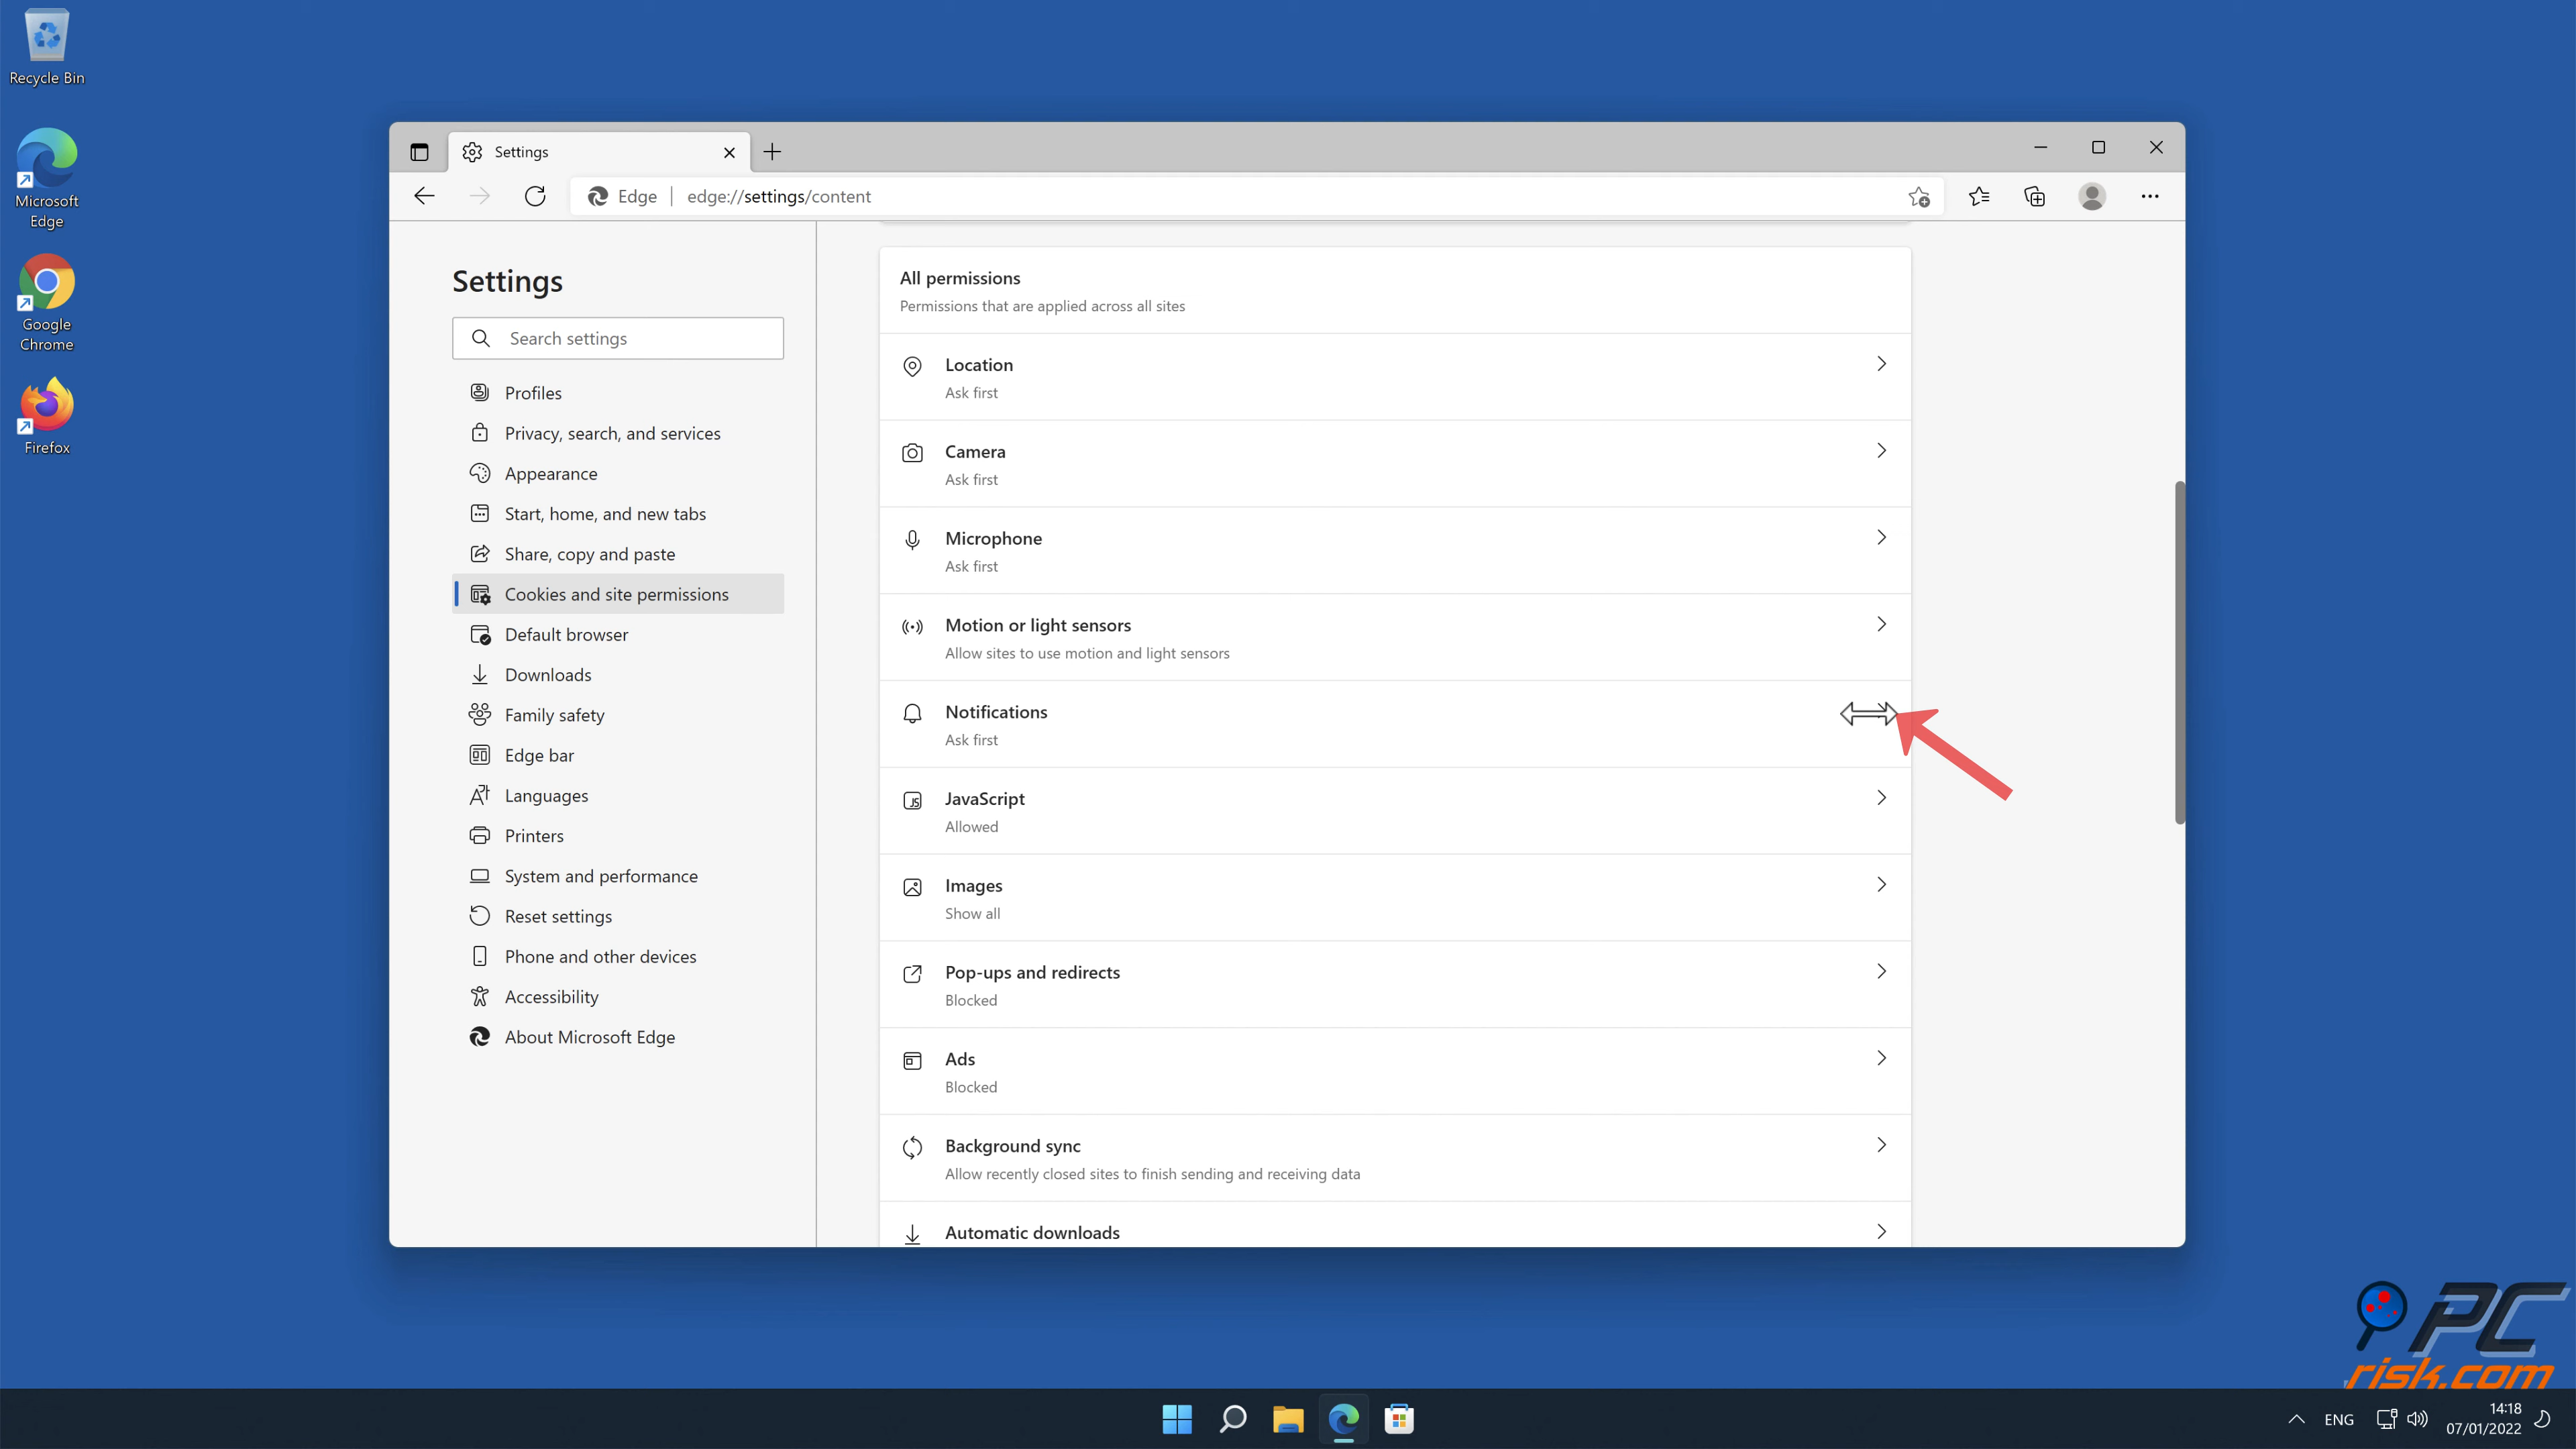 Recycle Bin
Microsoft
Edge
Google
Chrome
Firefox
Settings
Edge
edge://settings/content
Settings
Search settings
Profiles
Privacy, search, and services
Appearance
Start, home, and new tabs
Share, copy and paste
Cookies and site permissions
Default browser
Downloads
Family safety
Edge bar
Languages
Printers
System and performance
Reset settings
Phone and other devices
Accessibility
About Microsoft Edge
All permissions
Permissions that are applied across all sites
Location
Ask first
Camera
Ask first
Microphone
Ask first
Motion or light sensors
Allow sites to use motion and light sensors
Notifications
Ask first
JavaScript
Allowed
Images
Show all
Pop-ups and redirects
Blocked
Ads
Blocked
Background sync
Allow recently closed sites to finish sending and receiving data
Automatic downloads
PC
risk.com
ENG
14:18
07/01/2022